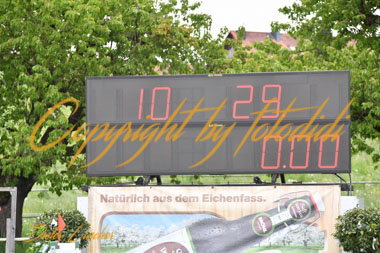 10 29
Copyright by fotodidi
0.00
Natürlich aus dem Eichenfass.